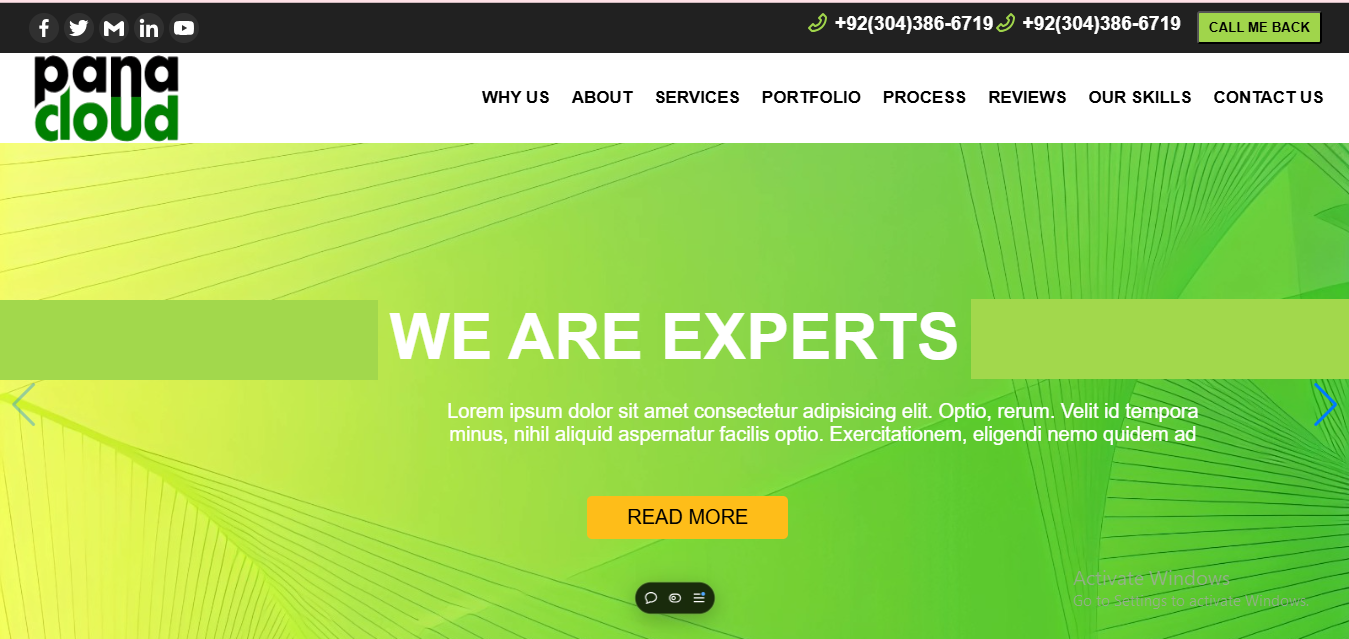 +92(304)386-6719 +92(304)386-6719 CALL ME BACK
pana
cloud
WHY US ABOUT SERVICES PORTFOLIO PROCESS REVIEWS OUR SKILLS CONTACT US
WE ARE EXPERTS
Lorem ipsum dolor sit amet consectetur adipisicing elit. Optio, rerum. Velit id tempora
minus, nihil aliquid aspernatur facilis optio. Exercitationem, eligendi nemo quidem ad
READ MORE
Activate Windows
Go to Settings to activate Windows.